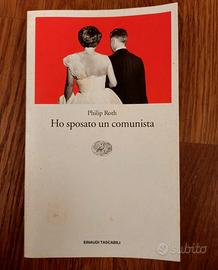 Philip Roth
Ho sposato un comunista
EINAUDI TASCABILI
subito